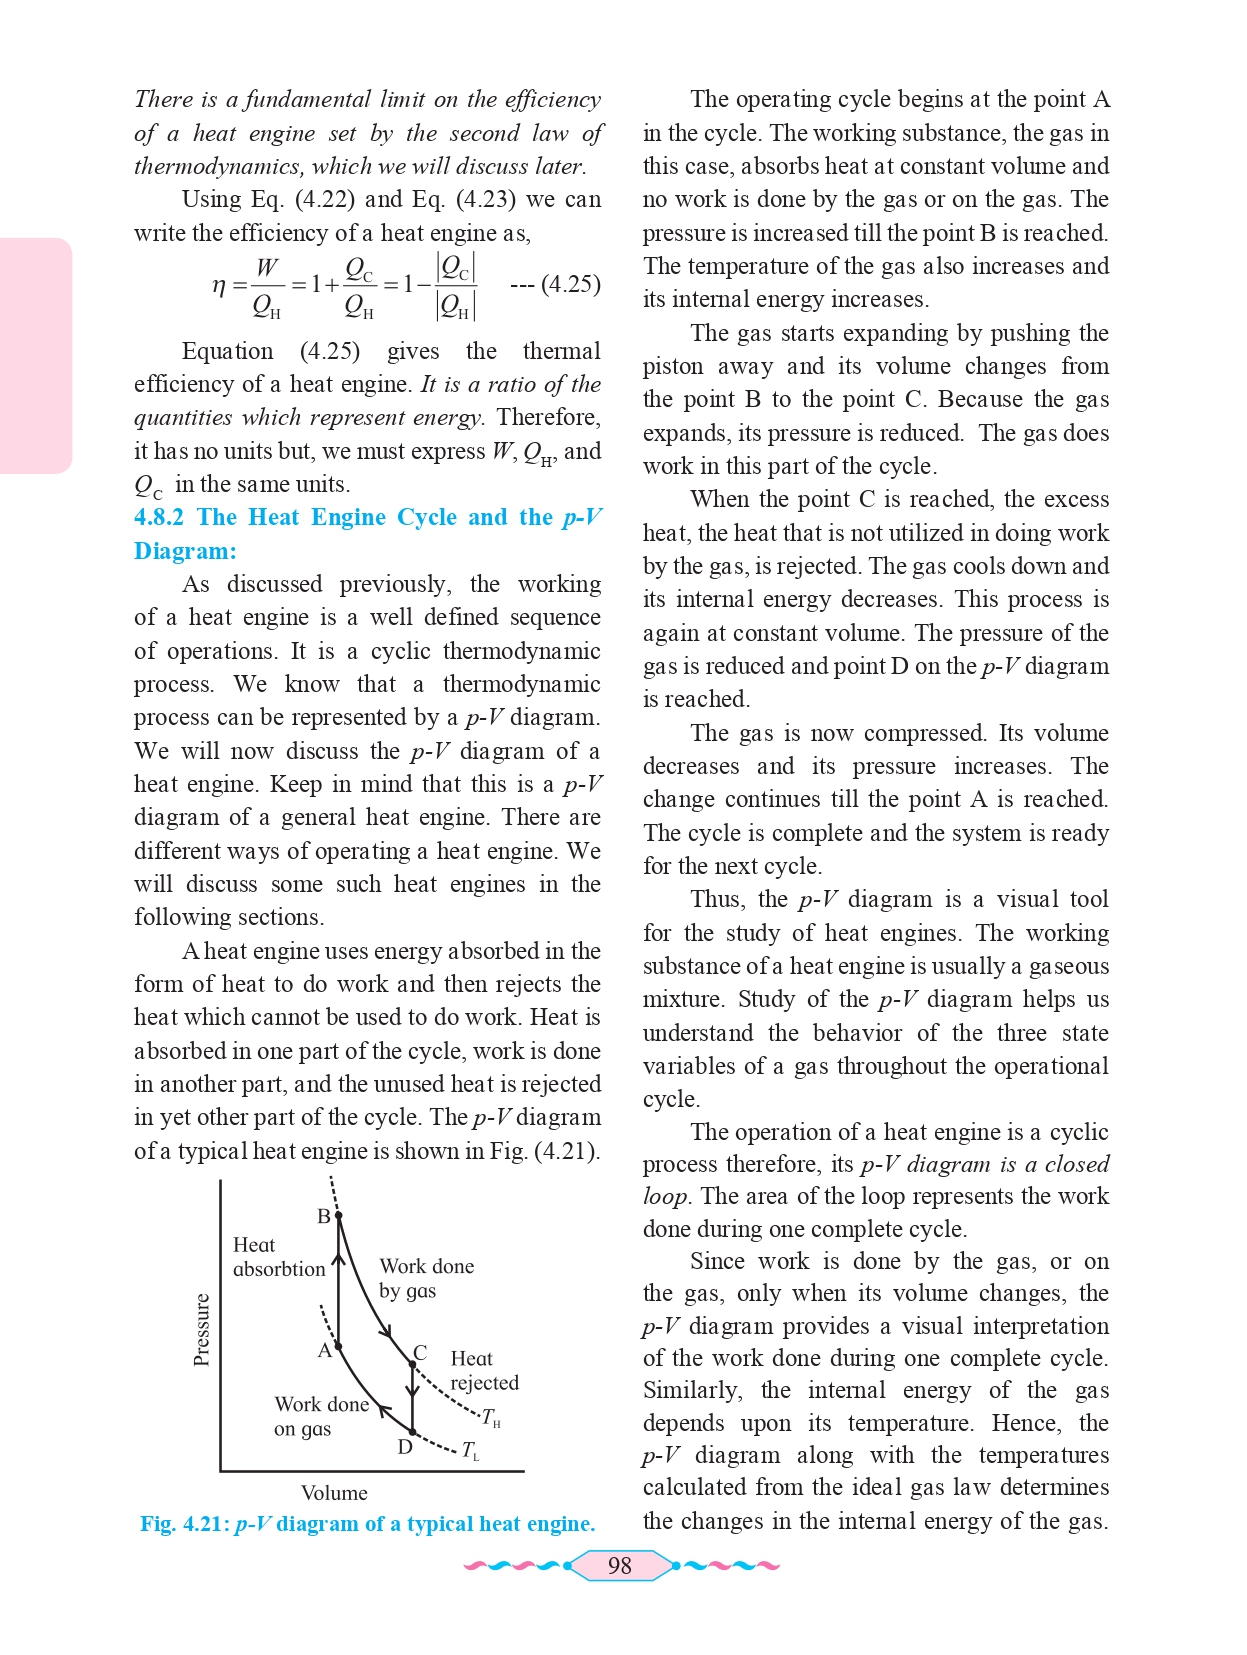 There is a fundamental limit on the efficiency
of a heat engine set by the second law of
thermodynamics, which we will discuss later.
Using Eq. (4.22) and Eq. (4.23) we can
write the efficiency of a heat engine as,
η = W/Q_H = 1 + Q_C/Q_H = 1 − |Q_C|/|Q_H| --- (4.25)
Equation (4.25) gives the thermal
efficiency of a heat engine. It is a ratio of the
quantities which represent energy. Therefore,
it has no units but, we must express W, Q_H, and
Q_C in the same units.
4.8.2 The Heat Engine Cycle and the p-V
Diagram:
As discussed previously, the working
of a heat engine is a well defined sequence
of operations. It is a cyclic thermodynamic
process. We know that a thermodynamic
process can be represented by a p-V diagram.
We will now discuss the p-V diagram of a
heat engine. Keep in mind that this is a p-V
diagram of a general heat engine. There are
different ways of operating a heat engine. We
will discuss some such heat engines in the
following sections.
A heat engine uses energy absorbed in the
form of heat to do work and then rejects the
heat which cannot be used to do work. Heat is
absorbed in one part of the cycle, work is done
in another part, and the unused heat is rejected
in yet other part of the cycle. The p-V diagram
of a typical heat engine is shown in Fig. (4.21).
B
Heat
absorbtion
Work done
by gas
Pressure
A
C
Heat
rejected
Work done
on gas
T_H
D
T_L
Volume
Fig. 4.21: p-V diagram of a typical heat engine.
The operating cycle begins at the point A
in the cycle. The working substance, the gas in
this case, absorbs heat at constant volume and
no work is done by the gas or on the gas. The
pressure is increased till the point B is reached.
The temperature of the gas also increases and
its internal energy increases.
The gas starts expanding by pushing the
piston away and its volume changes from
the point B to the point C. Because the gas
expands, its pressure is reduced. The gas does
work in this part of the cycle.
When the point C is reached, the excess
heat, the heat that is not utilized in doing work
by the gas, is rejected. The gas cools down and
its internal energy decreases. This process is
again at constant volume. The pressure of the
gas is reduced and point D on the p-V diagram
is reached.
The gas is now compressed. Its volume
decreases and its pressure increases. The
change continues till the point A is reached.
The cycle is complete and the system is ready
for the next cycle.
Thus, the p-V diagram is a visual tool
for the study of heat engines. The working
substance of a heat engine is usually a gaseous
mixture. Study of the p-V diagram helps us
understand the behavior of the three state
variables of a gas throughout the operational
cycle.
The operation of a heat engine is a cyclic
process therefore, its p-V diagram is a closed
loop. The area of the loop represents the work
done during one complete cycle.
Since work is done by the gas, or on
the gas, only when its volume changes, the
p-V diagram provides a visual interpretation
of the work done during one complete cycle.
Similarly, the internal energy of the gas
depends upon its temperature. Hence, the
p-V diagram along with the temperatures
calculated from the ideal gas law determines
the changes in the internal energy of the gas.
98